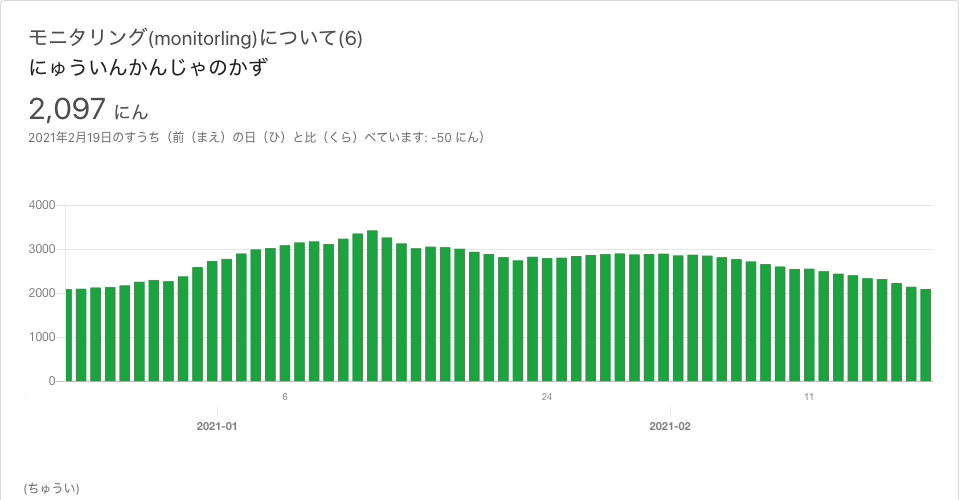 モニタリング(monitorling)について(6)
にゅういんかんじゃのかず
2,097 にん
2021年2月19日のすうち（前（まえ）の日（ひ）と比（くら）べています: -50 にん）
4000
3000
2000
1000
0
6
24
11
2021-01
2021-02
(ちゅうい)